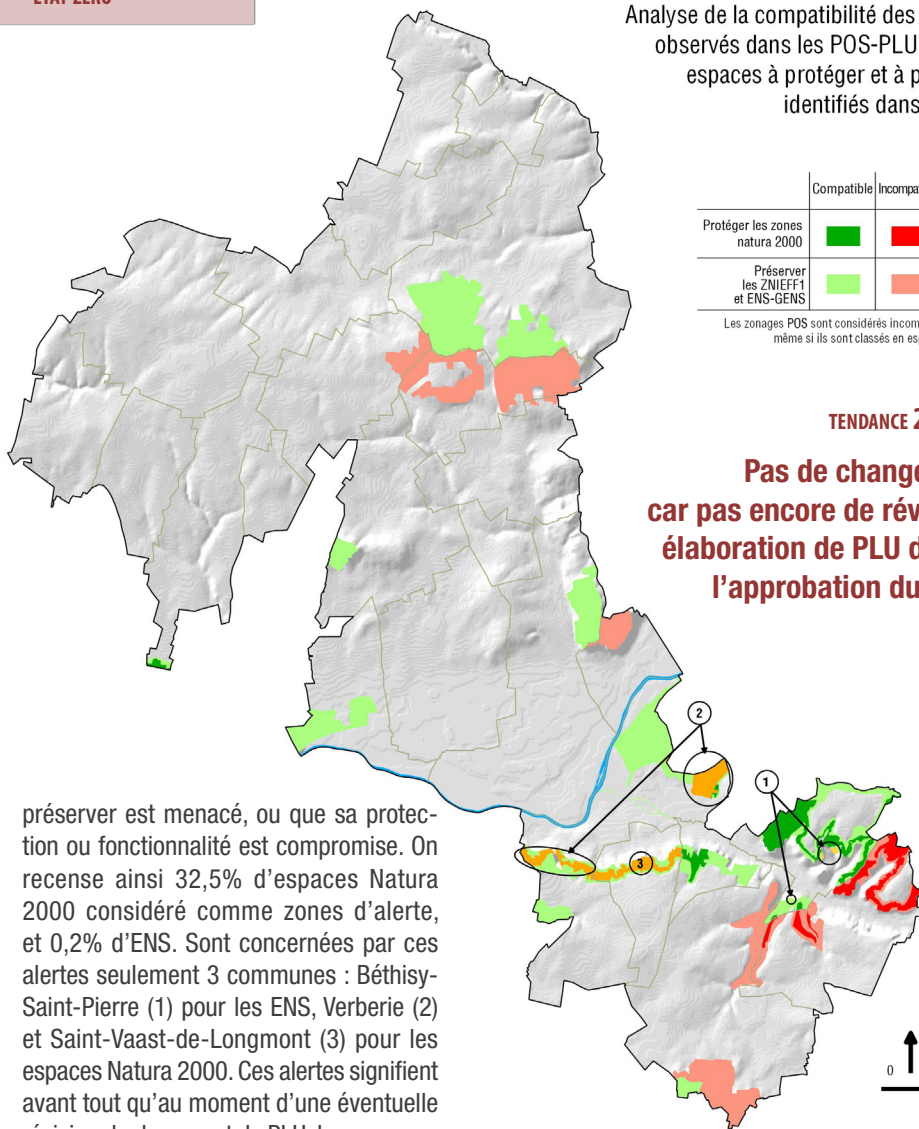 ÉTAT ZÉRO
Analyse de la compatibilité des
observés dans les POS-PLU
espaces à protéger et à p
identifiés dans
Compatible Incompa
Protéger les zones
natura 2000
Préserver
les ZNIEFF1
et ENS-GENS
Les zonages POS sont considérés incom
même si ils sont classés en esp
TENDANCE 2
Pas de change
car pas encore de rév
élaboration de PLU d
l'approbation du
2
1
3
0
préserver est menacé, ou que sa protec-
tion ou fonctionnalité est compromise. On
recense ainsi 32,5% d'espaces Natura
2000 considéré comme zones d'alerte,
et 0,2% d'ENS. Sont concernées par ces
alertes seulement 3 communes : Béthisy-
Saint-Pierre (1) pour les ENS, Verberie (2)
et Saint-Vaast-de-Longmont (3) pour les
espaces Natura 2000. Ces alertes signifient
avant tout qu'au moment d'une éventuelle